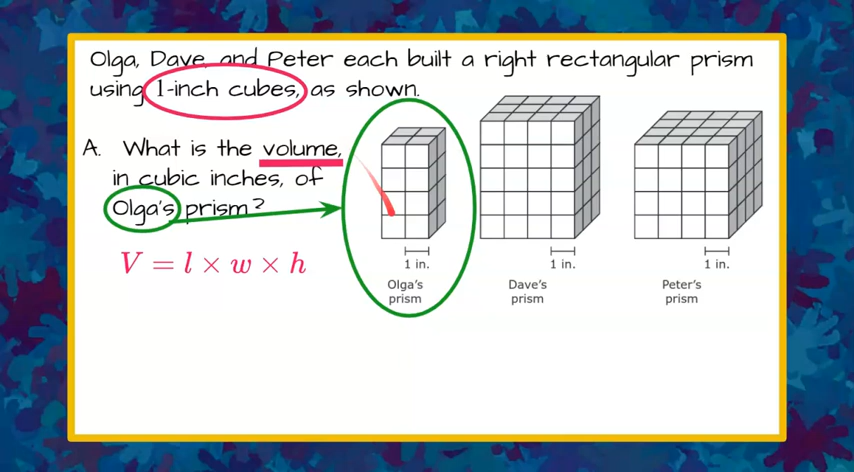 Olga, Dave, and Peter each built a right rectangular prism
using 1-inch cubes, as shown.
A. What is the volume,
in cubic inches, of
Olga's prism?
V = l × w × h
1 in.
Olga's
prism
1 in.
Dave's
prism
1 in.
Peter's
prism